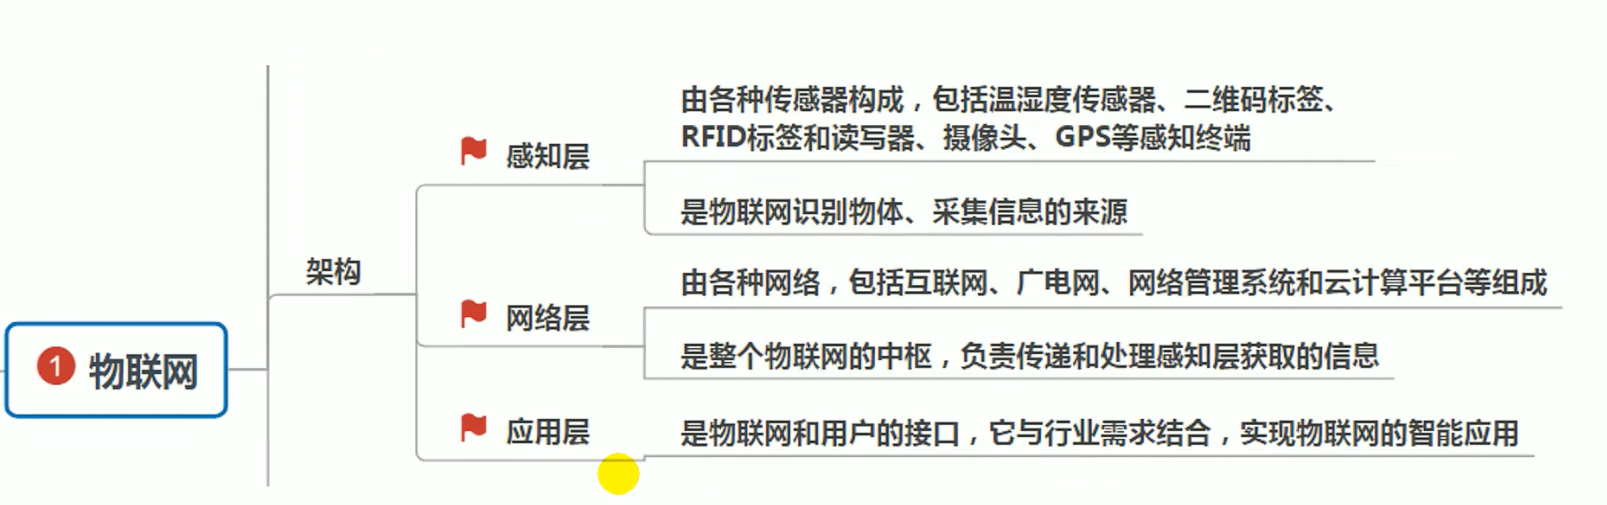 由各种传感器构成，包括温湿度传感器、二维码标签、
RFID标签和读写器、摄像头、GPS等感知终端
感知层
是物联网识别物体、采集信息的来源
架构
由各种网络，包括互联网、广电网、网络管理系统和云计算平台等组成
网络层
是整个物联网的中枢，负责传递和处理感知层获取的信息
1 物联网
应用层
是物联网和用户的接口，它与行业需求结合，实现物联网的智能应用